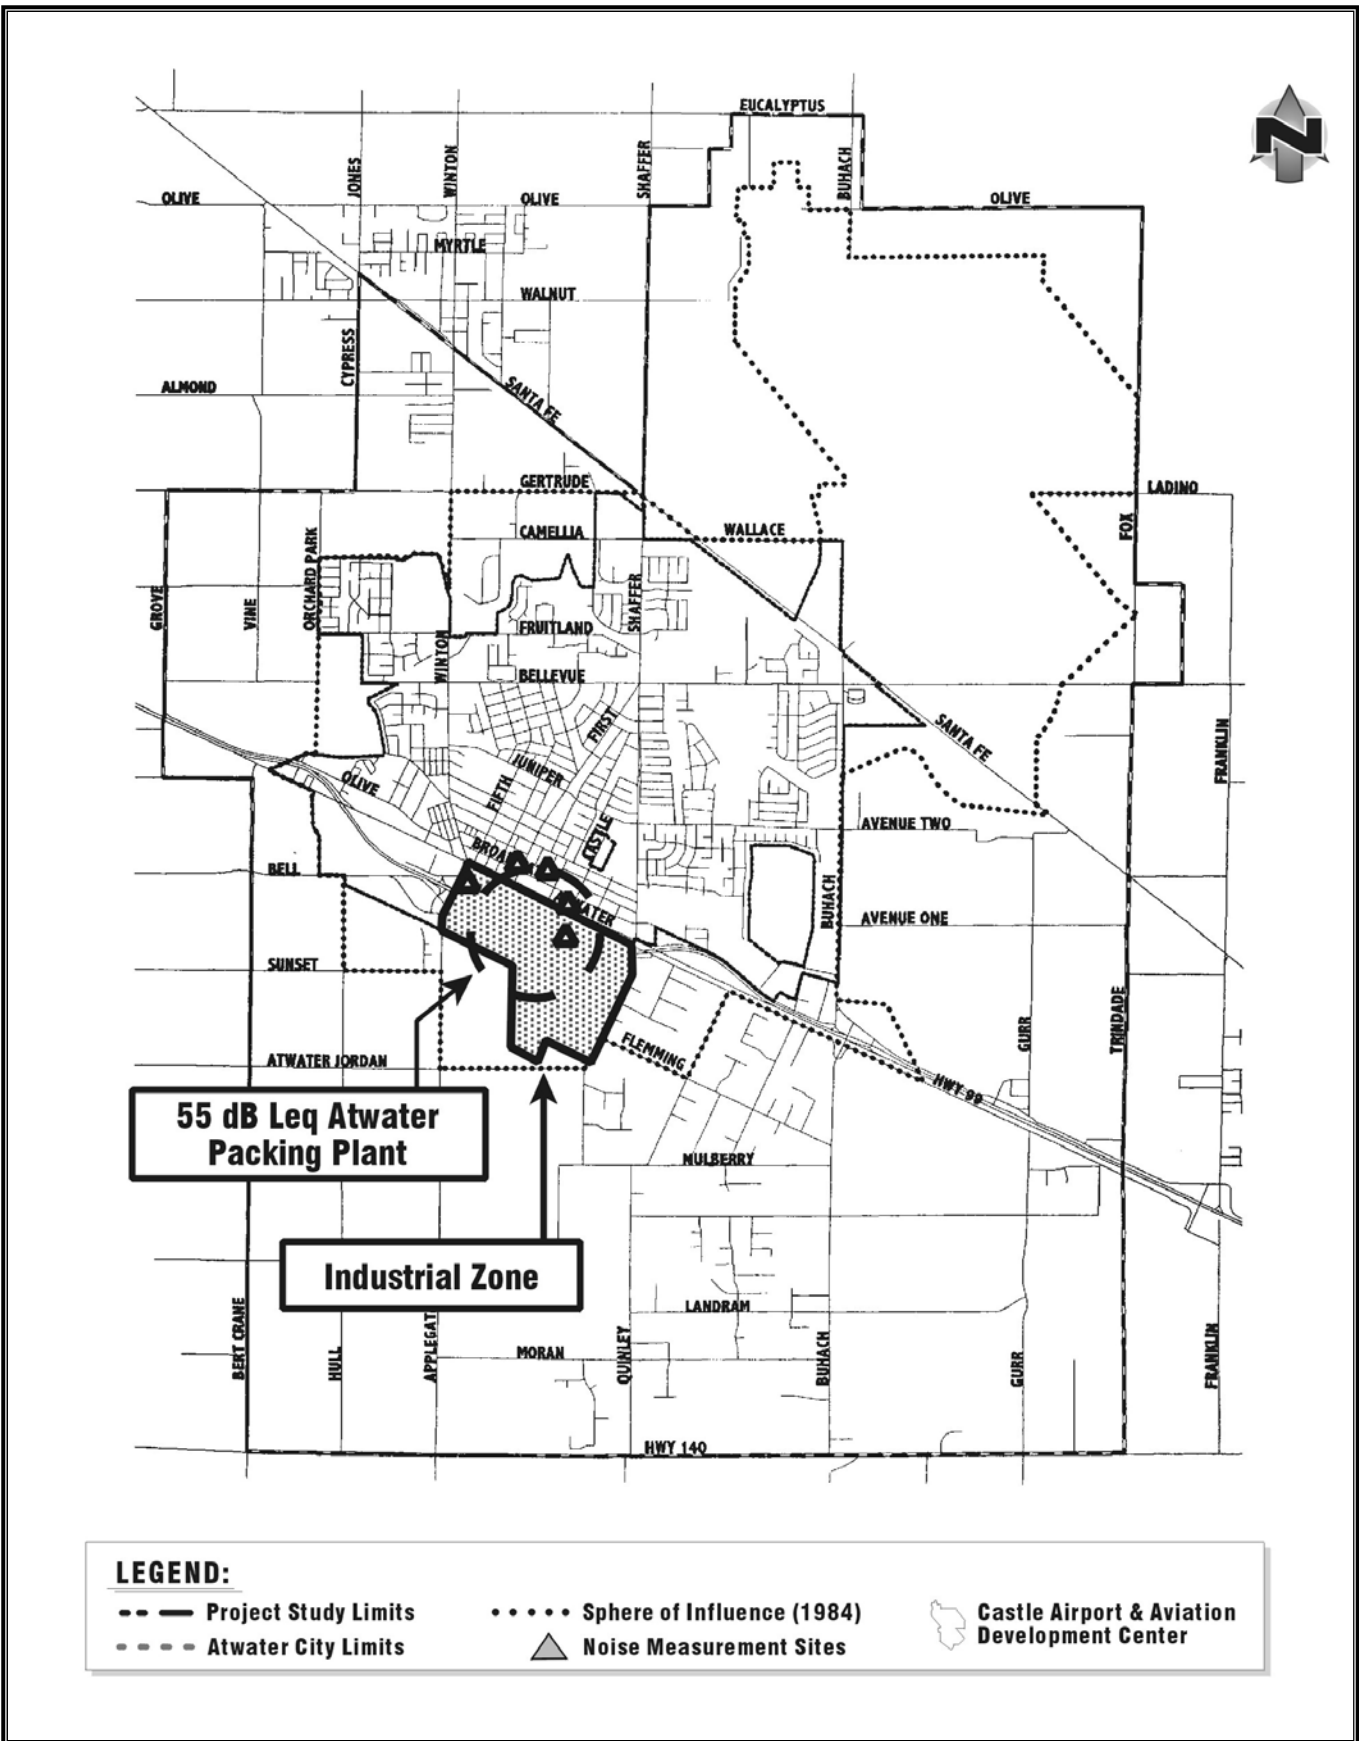 EUCALYPTUS
N
JONES
WINTON
SHAFFER
BUHACH
OLIVE
OLIVE
OLIVE
MYRTLE
WALNUT
CYPRESS
ALMOND
SANTA FE
GERTRUDE
LADINO
CAMELLIA
WALLACE
FOX
ORCHARD PARK
GROVE
VINE
SHAFFER
FRUITLAND
WINTON
BELLEVUE
FIRST
SANTA FE
FRANKLIN
JUNIPER
OLIVE
FIFTH
CASTLE
AVENUE TWO
BELL
BUHACH
AVENUE ONE
SUNSET
GURR
TRINDADE
FLEMMING
ATWATER JORDAN
HWY 99
55 dB Leq Atwater
Packing Plant
MULBERRY
Industrial Zone
LANDRAM
BERT CRANE
HULL
APPLEGAT
MORAN
QUINLEY
BUHACH
GURR
FRANKLIN
HWY 140
LEGEND:
Project Study Limits
Sphere of Influence (1984)
Castle Airport & Aviation
Development Center
Atwater City Limits
Noise Measurement Sites